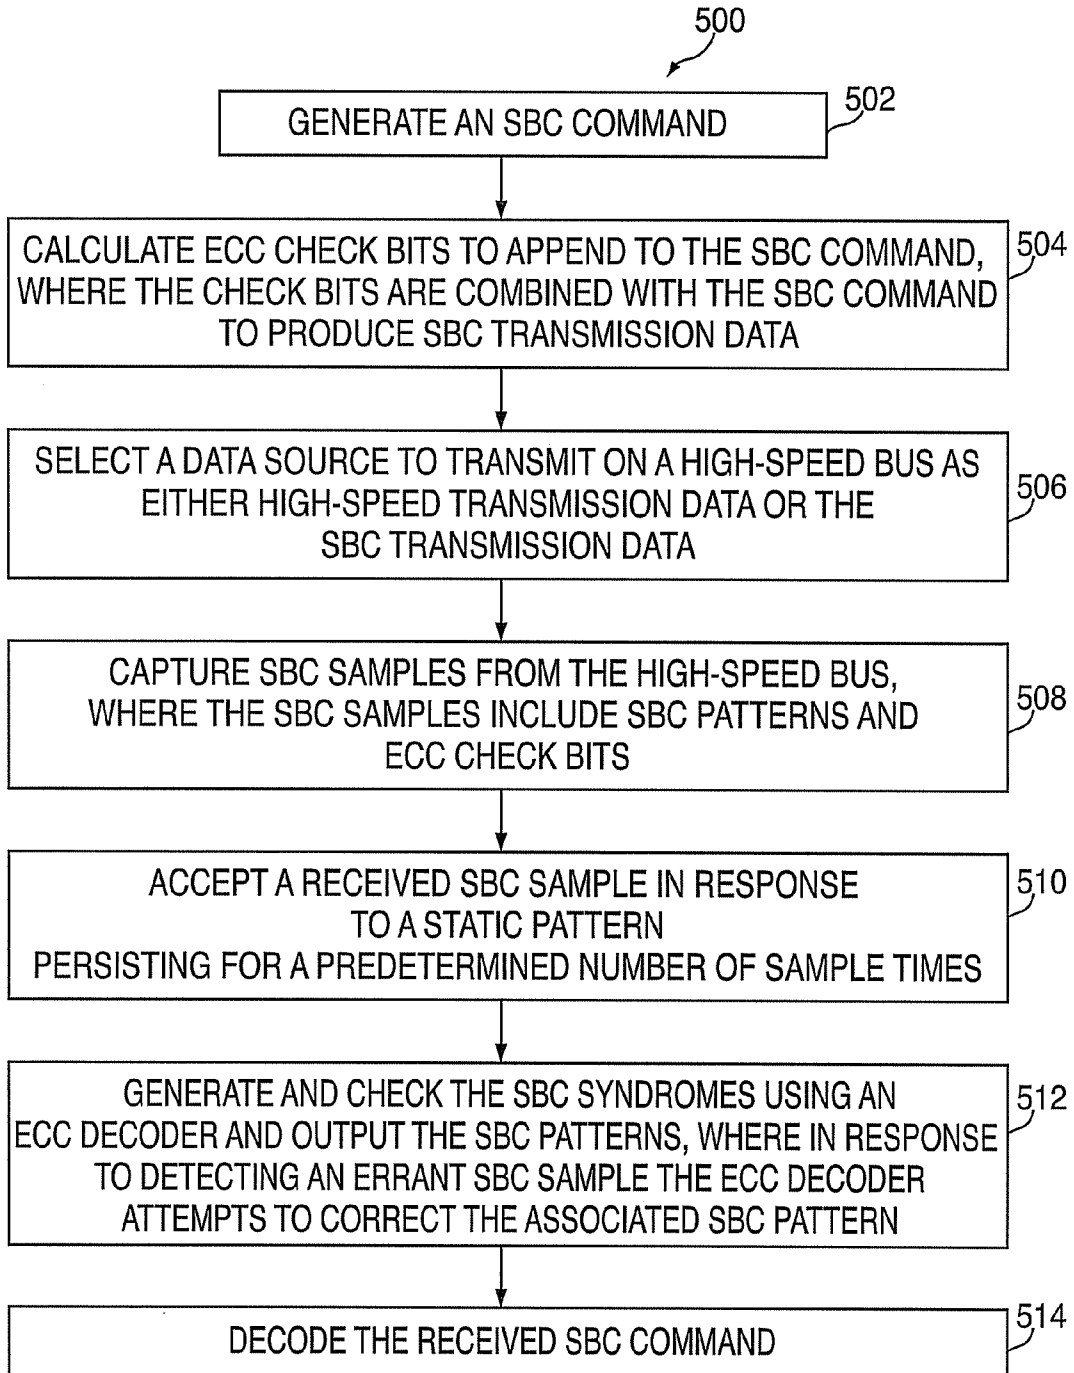 500
GENERATE AN SBC COMMAND
502
CALCULATE ECC CHECK BITS TO APPEND TO THE SBC COMMAND,
WHERE THE CHECK BITS ARE COMBINED WITH THE SBC COMMAND
TO PRODUCE SBC TRANSMISSION DATA
504
SELECT A DATA SOURCE TO TRANSMIT ON A HIGH-SPEED BUS AS
EITHER HIGH-SPEED TRANSMISSION DATA OR THE
SBC TRANSMISSION DATA
506
CAPTURE SBC SAMPLES FROM THE HIGH-SPEED BUS,
WHERE THE SBC SAMPLES INCLUDE SBC PATTERNS AND
ECC CHECK BITS
508
ACCEPT A RECEIVED SBC SAMPLE IN RESPONSE
TO A STATIC PATTERN
PERSISTING FOR A PREDETERMINED NUMBER OF SAMPLE TIMES
510
GENERATE AND CHECK THE SBC SYNDROMES USING AN
ECC DECODER AND OUTPUT THE SBC PATTERNS, WHERE IN RESPONSE
TO DETECTING AN ERRANT SBC SAMPLE THE ECC DECODER
ATTEMPTS TO CORRECT THE ASSOCIATED SBC PATTERN
512
DECODE THE RECEIVED SBC COMMAND
514